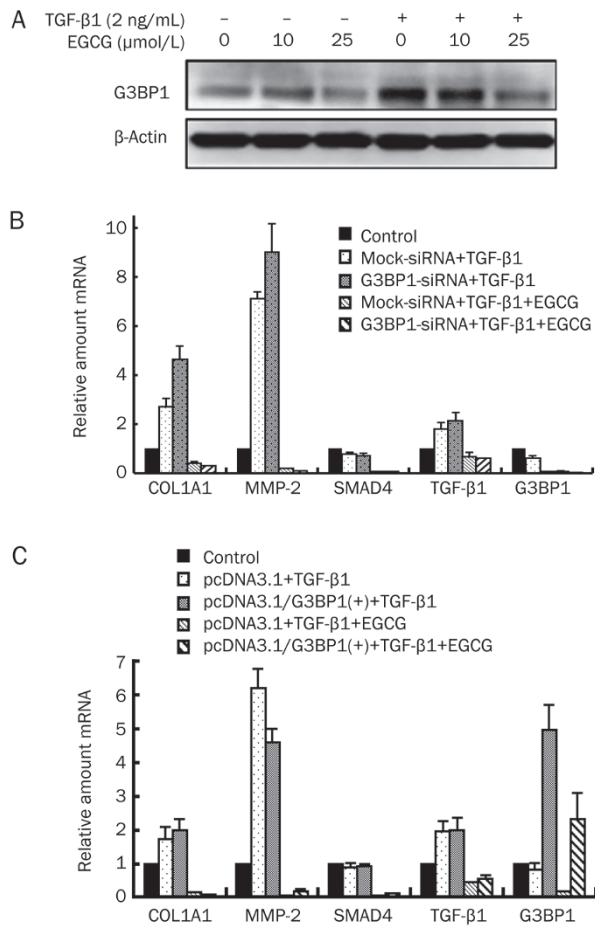 A
TGF-β1 (2 ng/mL) – – – + + +
EGCG (μmol/L) 0 10 25 0 10 25
G3BP1
β-Actin
B
Relative amount mRNA
10
8
6
4
2
0
Control
Mock-siRNA+TGF-β1
G3BP1-siRNA+TGF-β1
Mock-siRNA+TGF-β1+EGCG
G3BP1-siRNA+TGF-β1+EGCG
COL1A1 MMP-2 SMAD4 TGF-β1 G3BP1
C
Control
pcDNA3.1+TGF-β1
pcDNA3.1/G3BP1(+)+TGF-β1
pcDNA3.1+TGF-β1+EGCG
pcDNA3.1/G3BP1(+)+TGF-β1+EGCG
Relative amount mRNA
7
6
5
4
3
2
1
0
COL1A1 MMP-2 SMAD4 TGF-β1 G3BP1